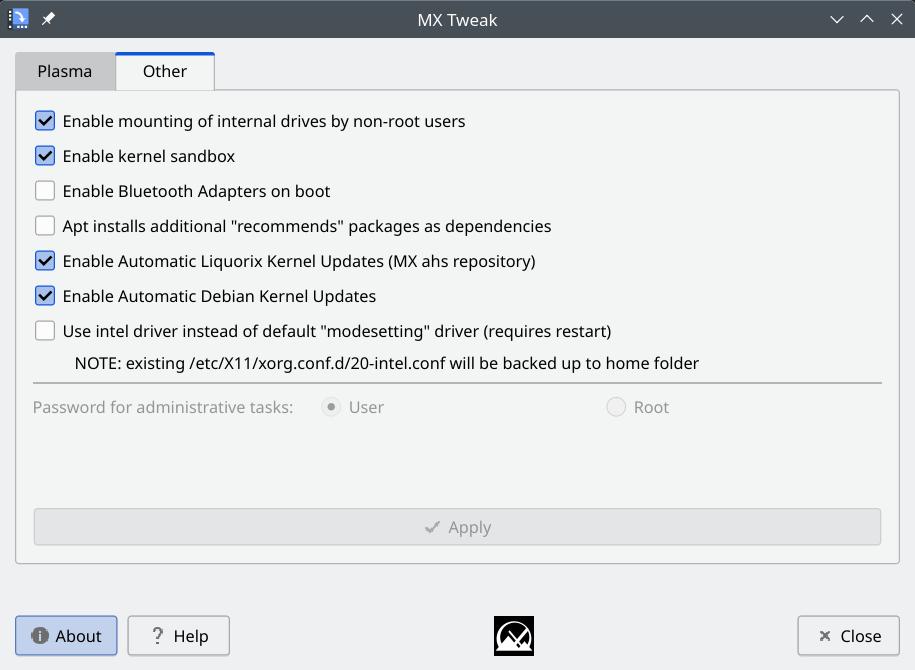 MX Tweak
Plasma
Other
Enable mounting of internal drives by non-root users
Enable kernel sandbox
Enable Bluetooth Adapters on boot
Apt installs additional "recommends" packages as dependencies
Enable Automatic Liquorix Kernel Updates (MX ahs repository)
Enable Automatic Debian Kernel Updates
Use intel driver instead of default "modesetting" driver (requires restart)
NOTE: existing /etc/X11/xorg.conf.d/20-intel.conf will be backed up to home folder
Password for administrative tasks: User Root
Apply
About
Help
Close